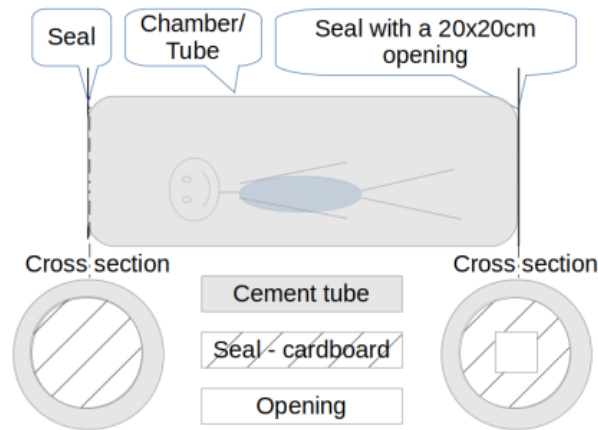 Seal
Chamber/
Tube
Seal with a 20x20cm
opening
Cross section
Cross section
Cement tube
Seal - cardboard
Opening